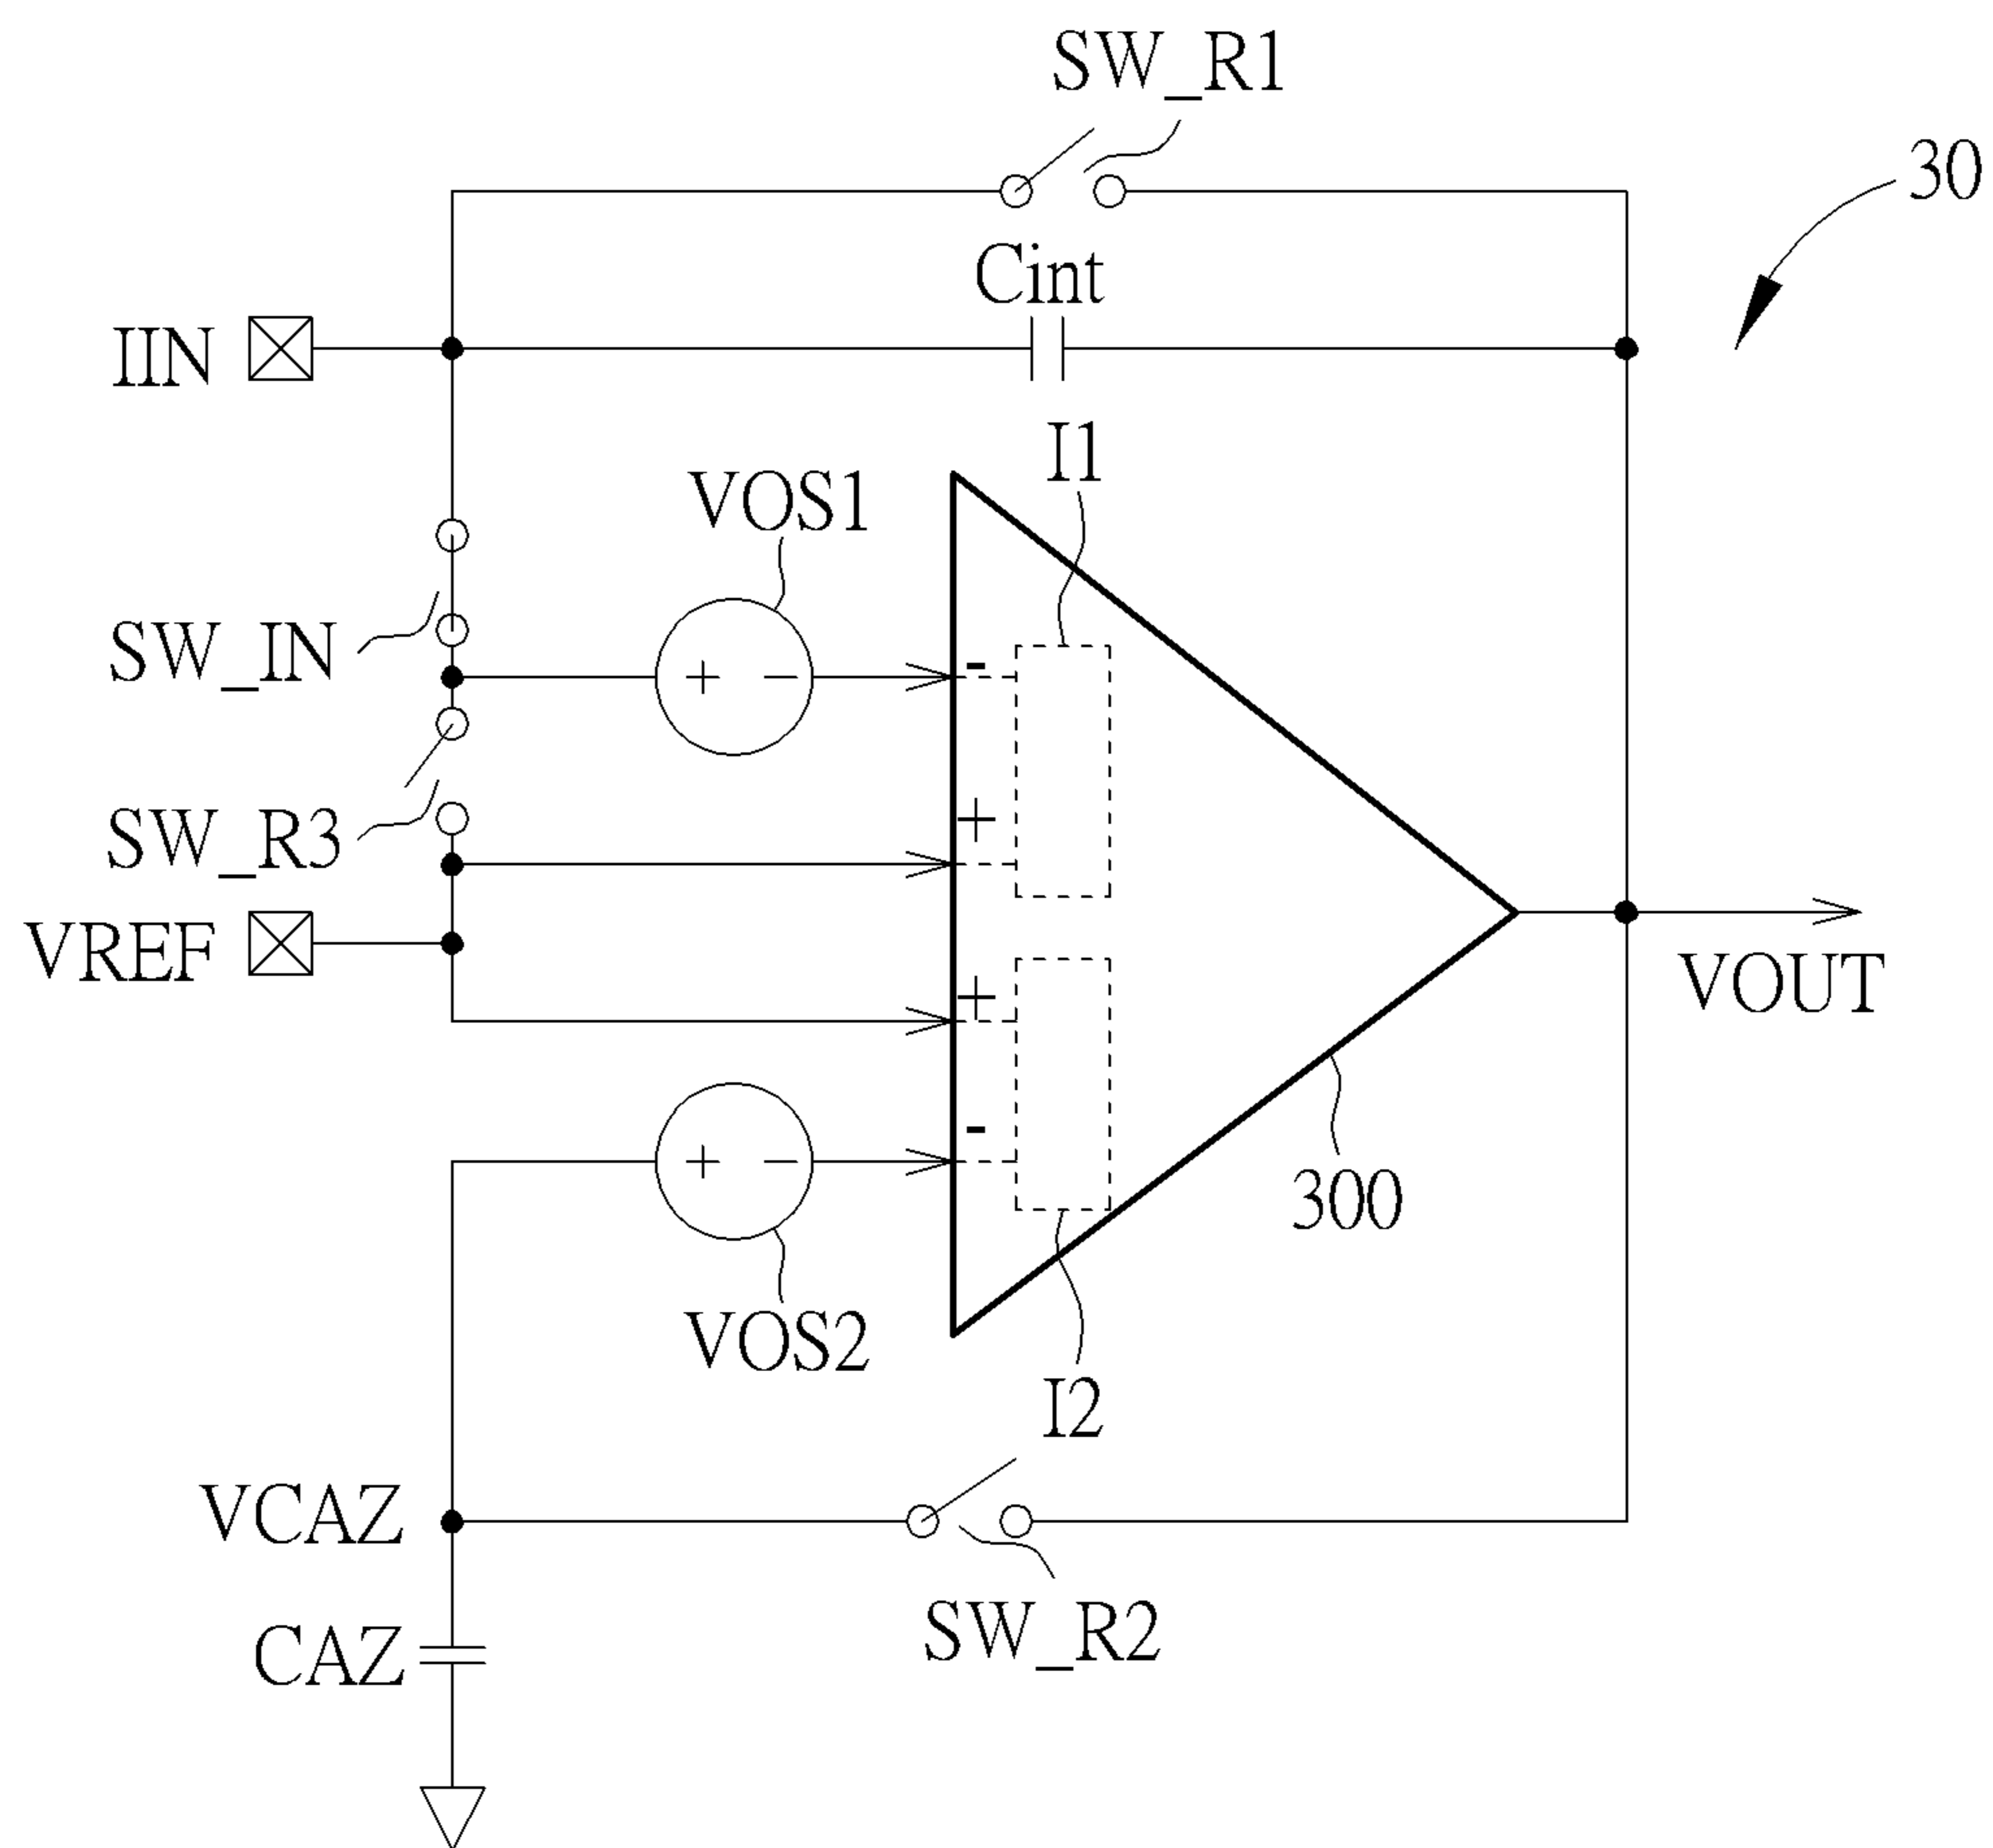 SW_R1
30
Cint
IIN
I1
VOS1
-
SW_IN
+ −
+
SW_R3
VREF
+
VOUT
-
+ −
300
VOS2
I2
VCAZ
SW_R2
CAZ